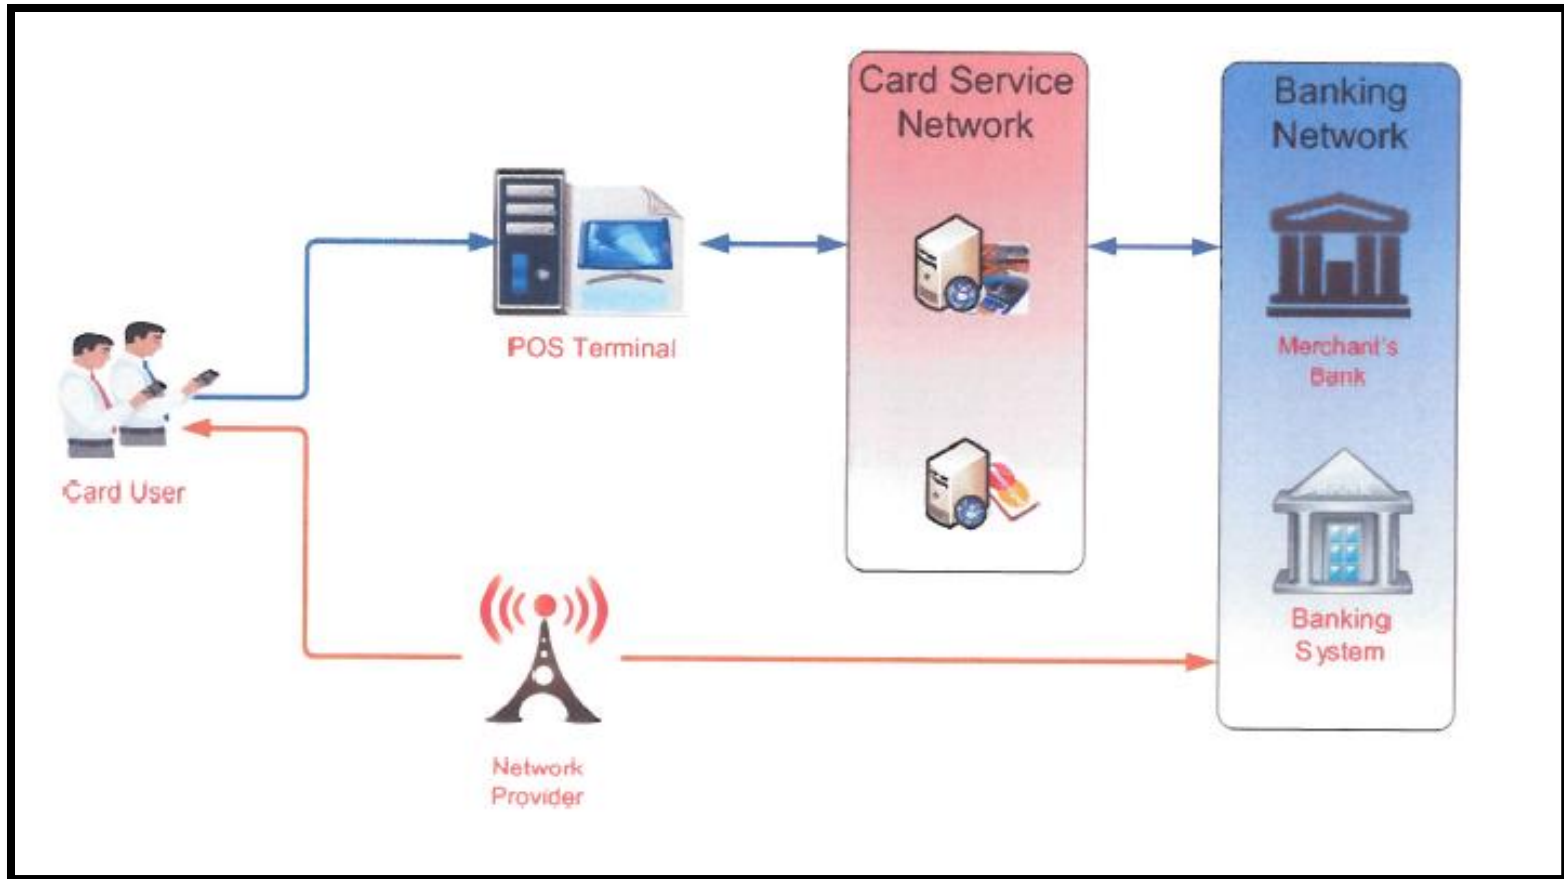 Card Service
Network
Banking
Network
POS Terminal
Merchant's
Bank
Card User
Banking
System
Network
Provider